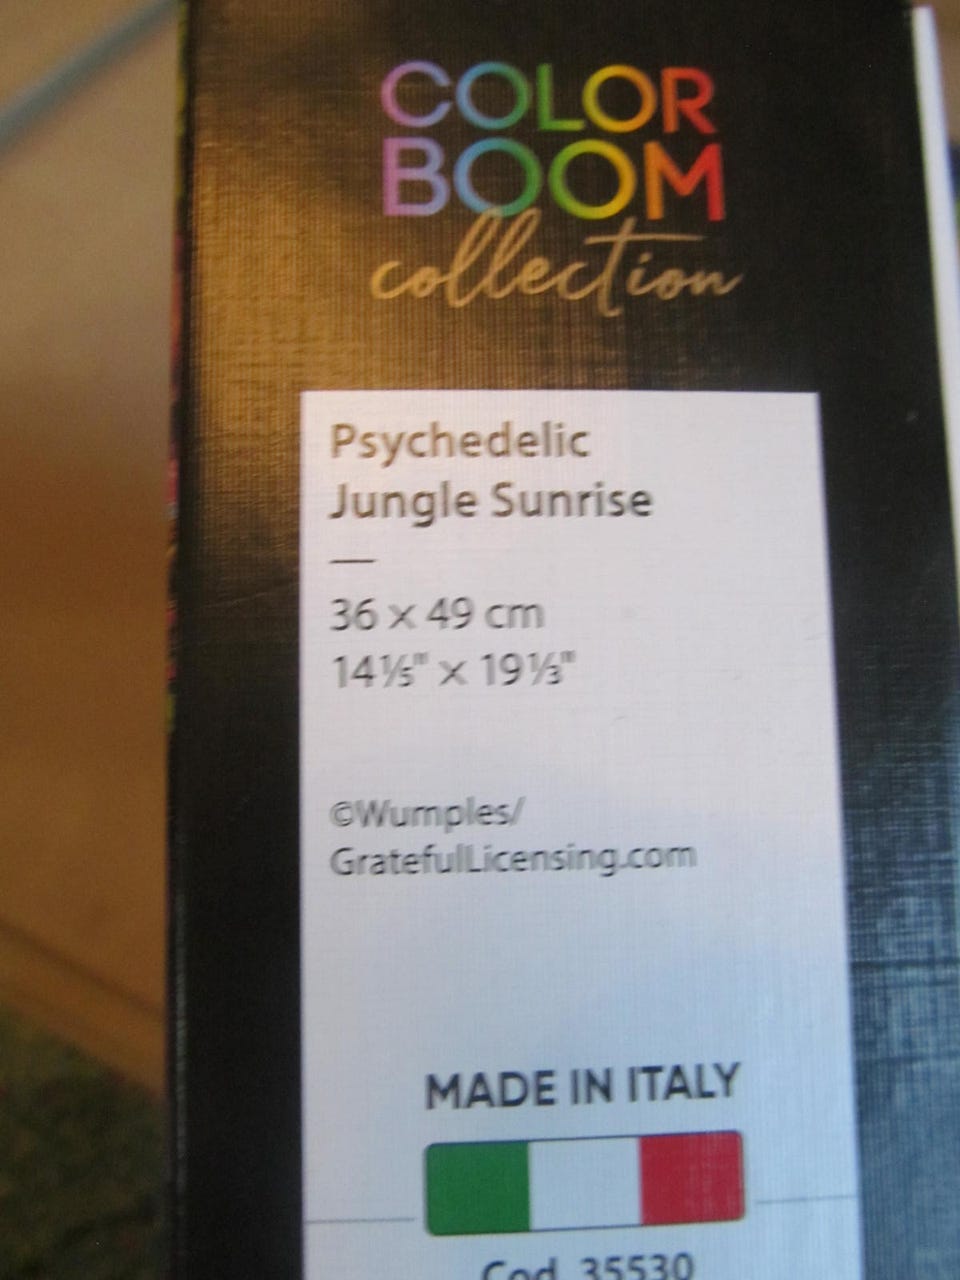 COLOR
BOOM
collection
Psychedelic
Jungle Sunrise
—
36 x 49 cm
14⅕" x 19⅓"
©Wumples/
GratefulLicensing.com
MADE IN ITALY
Cod. 35530